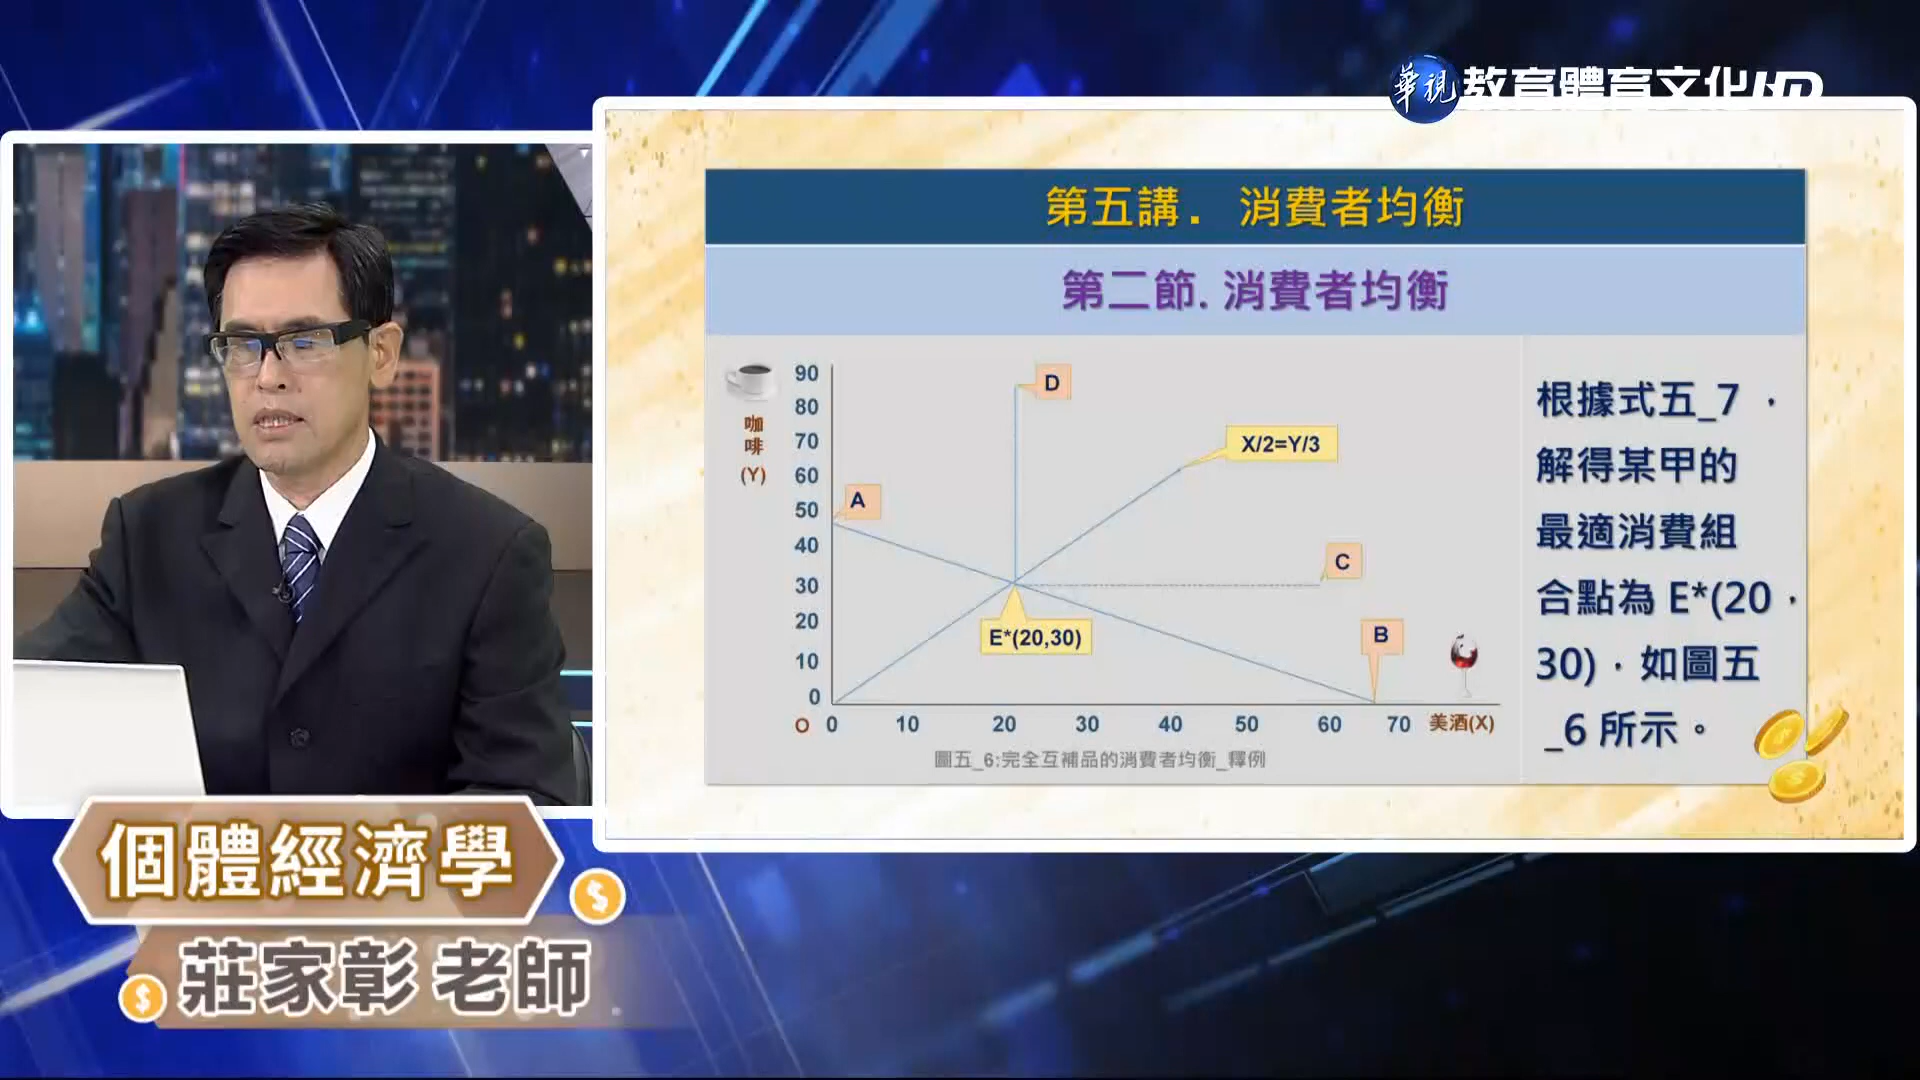 華視 教育體育文化HD
第五講. 消費者均衡
第二節.消費者均衡
90
80
70
60
50
40
30
20
10
0
咖
啡
(Y)
D
X/2=Y/3
A
C
E*(20,30)
B
O 0 10 20 30 40 50 60 70 美酒(X)
圖五_6:完全互補品的消費者均衡_釋例
根據式五_7，
解得某甲的
最適消費組
合點為 E*(20，
30)，如圖五
_6 所示。
個體經濟學
莊家彰 老師